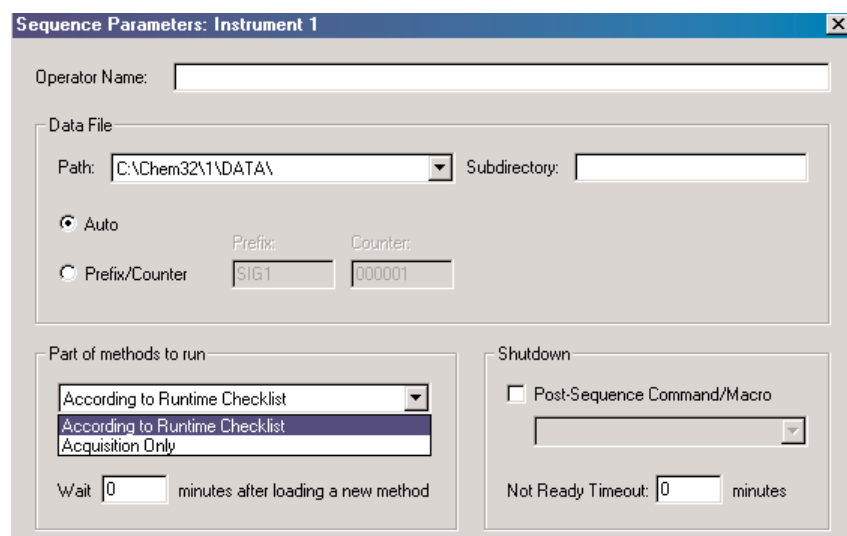 Sequence Parameters: Instrument 1
Operator Name:
Data File
Path: C:\Chem32\1\DATA\ Subdirectory:
Auto
Prefix: Counter:
Prefix/Counter SIG1 000001
Part of methods to run
According to Runtime Checklist
According to Runtime Checklist
Acquisition Only
Wait 0 minutes after loading a new method
Shutdown
Post-Sequence Command/Macro
Not Ready Timeout: 0 minutes